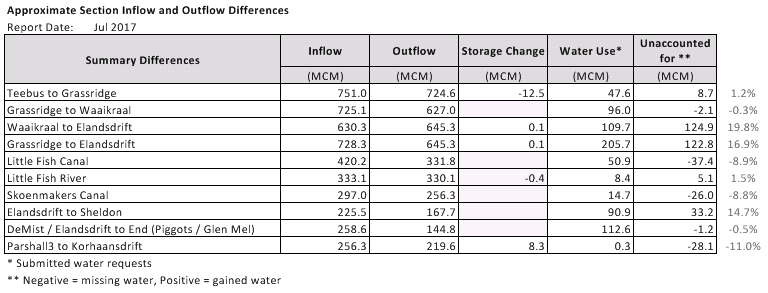 Approximate Section Inflow and Outflow Differences
Report Date: Jul 2017
Summary Differences Inflow Outflow Storage Change Water Use* Unaccounted for **
(MCM) (MCM) (MCM) (MCM) (MCM)
Teebus to Grassridge 751.0 724.6 -12.5 47.6 8.7 1.2%
Grassridge to Waaikraal 725.1 627.0 96.0 -2.1 -0.3%
Waaikraal to Elandsdrift 630.3 645.3 0.1 109.7 124.9 19.8%
Grassridge to Elandsdrift 728.3 645.3 0.1 205.7 122.8 16.9%
Little Fish Canal 420.2 331.8 50.9 -37.4 -8.9%
Little Fish River 333.1 330.1 -0.4 8.4 5.1 1.5%
Skoenmakers Canal 297.0 256.3 14.7 -26.0 -8.8%
Elandsdrift to Sheldon 225.5 167.7 90.9 33.2 14.7%
DeMist / Elandsdrift to End (Piggots / Glen Mel) 258.6 144.8 112.6 -1.2 -0.5%
Parshall3 to Korhaansdrift 256.3 219.6 8.3 0.3 -28.1 -11.0%
* Submitted water requests
** Negative = missing water, Positive = gained water